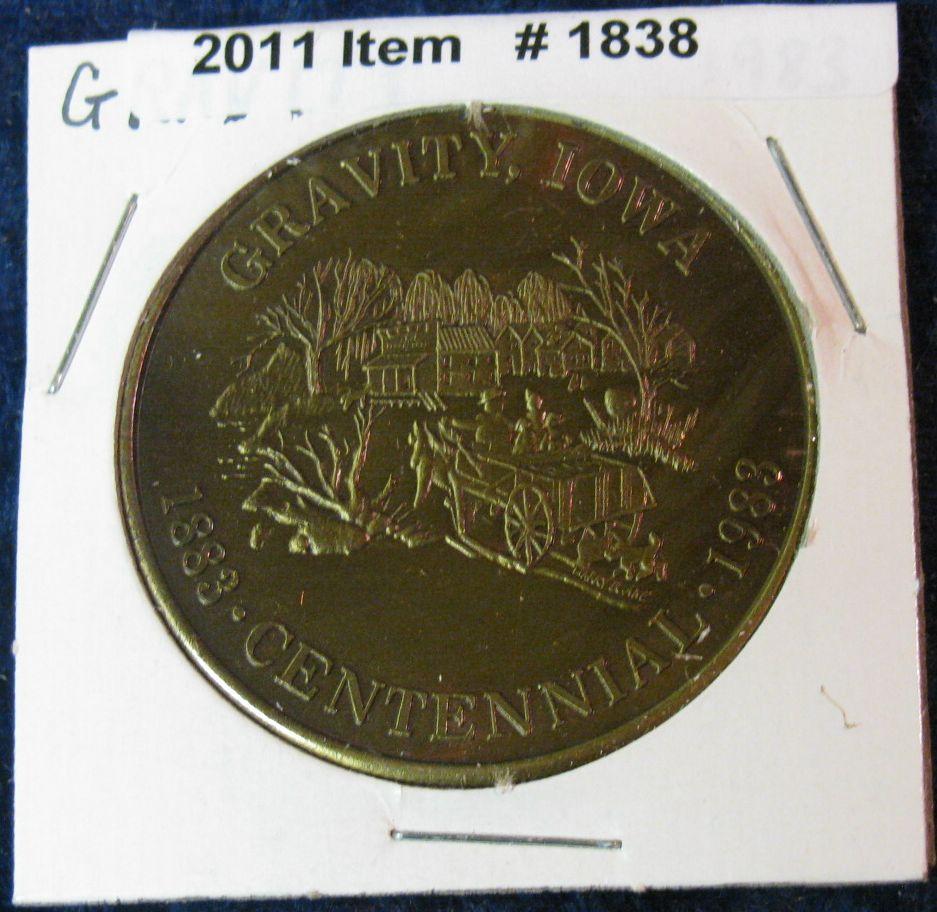 2011 Item # 1838
G.
GRAVITY, IOWA
1883 · CENTENNIAL · 1983